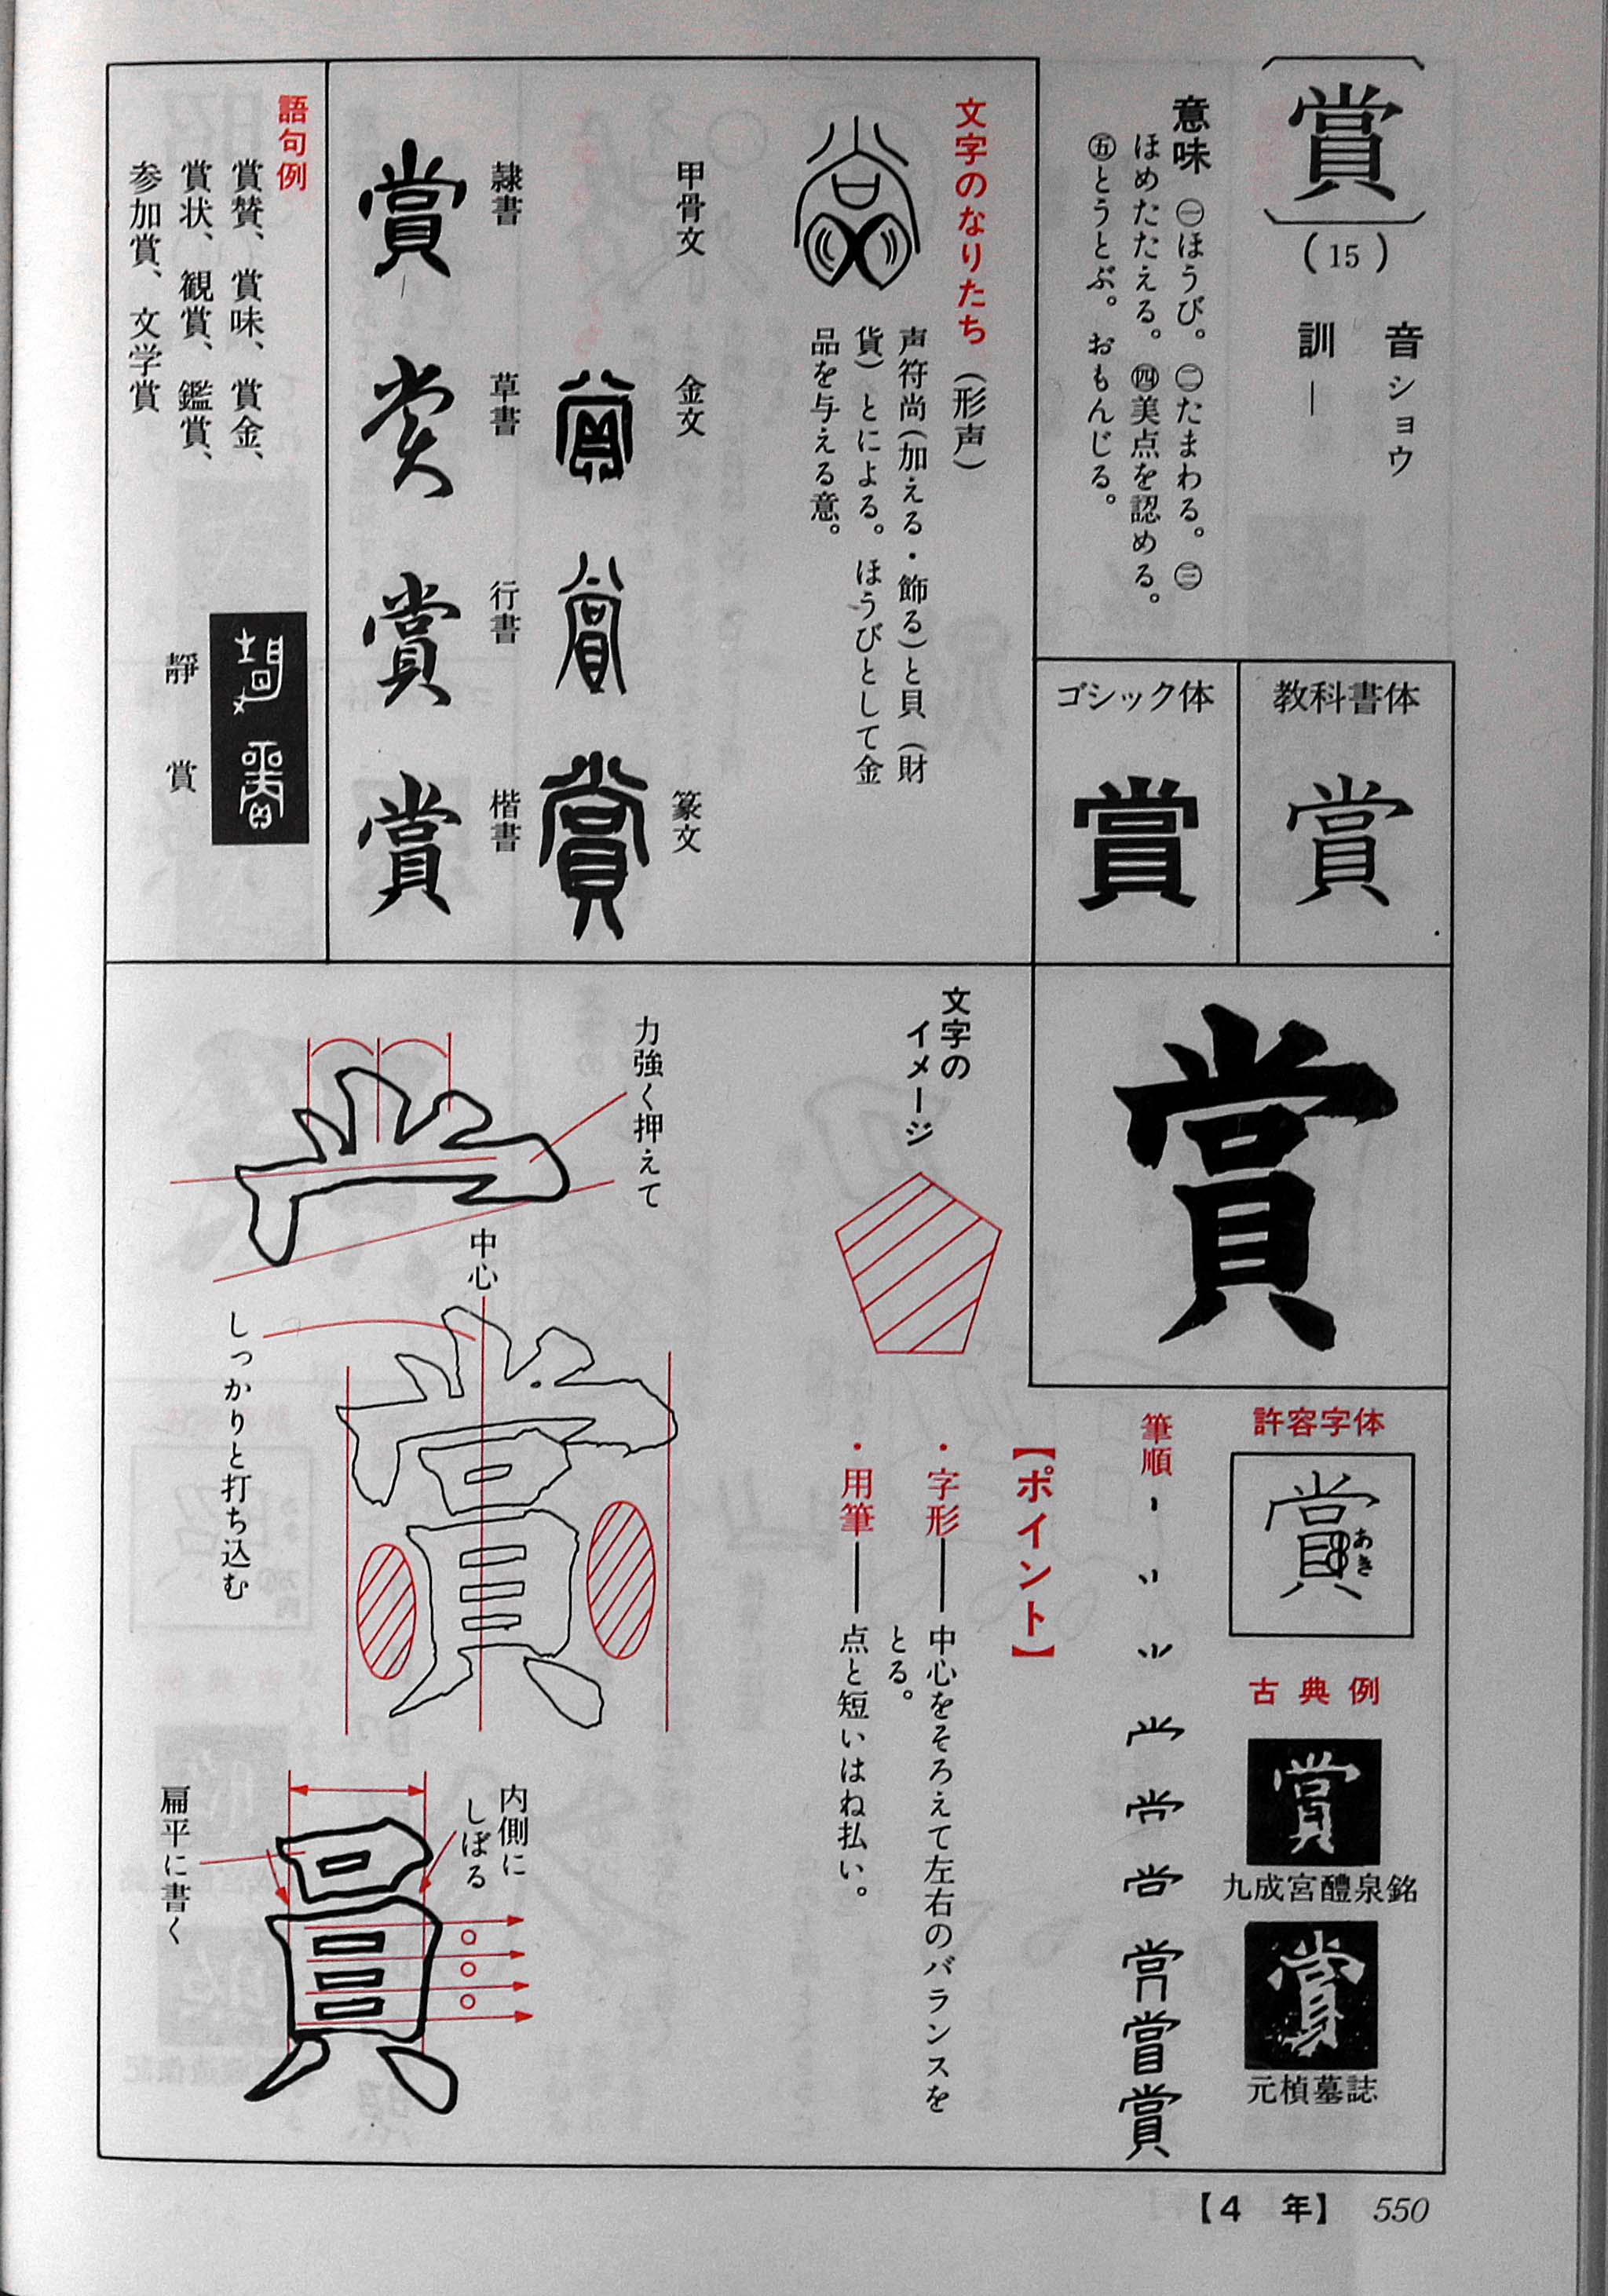 賞
(15)
音 ショウ
訓 ―
意味 ㊀ほうび。㊁たまわる。㊂
ほめたたえる。㊃美点を認める。
㊄とうとぶ。おもんじる。
教科書体
賞
ゴシック体
賞
文字のなりたち（形声）
声符尚（加える・飾る）と貝（財
貨）とによる。ほうびとして金
品を与える意。
甲骨文
金文
篆文
隷書
草書
行書
楷書
賞
賞
賞
賞
賞
賞
賞
語句例
賞賛、賞味、賞金、
賞状、観賞、鑑賞、
参加賞、文学賞
靜賞
賞
許容字体
賞
あき
古典例
賞
九成宮醴泉銘
賞
元楨墓誌
筆順
賞
【ポイント】
・字形――中心をそろえて左右のバランスを
とる。
・用筆――点と短いはね払い。
文字の
イメージ
力強く押えて
中心
しっかりと打ち込む
内側に
しぼる
扁平に書く
【4 年】 550